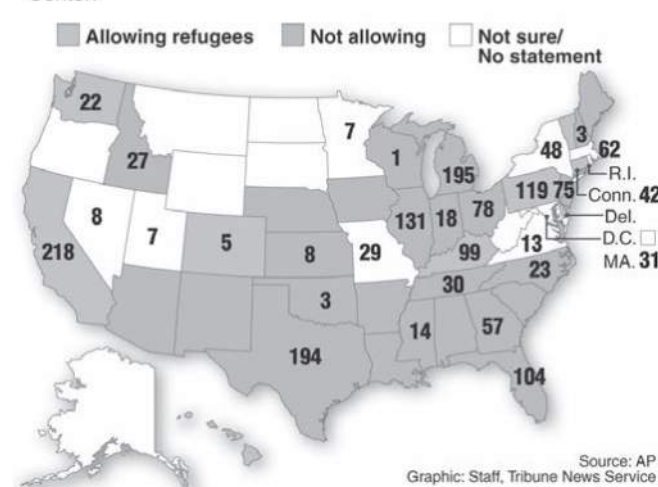 Allowing refugees
Not allowing
Not sure/
No statement
22
7
3
48
62
27
1
195
R.I.
119
75
Conn. 42
8
131
18
78
Del.
218
7
5
8
29
99
13
D.C.
MA. 31
30
23
3
14
57
194
104
Source: AP
Graphic: Staff, Tribune News Service